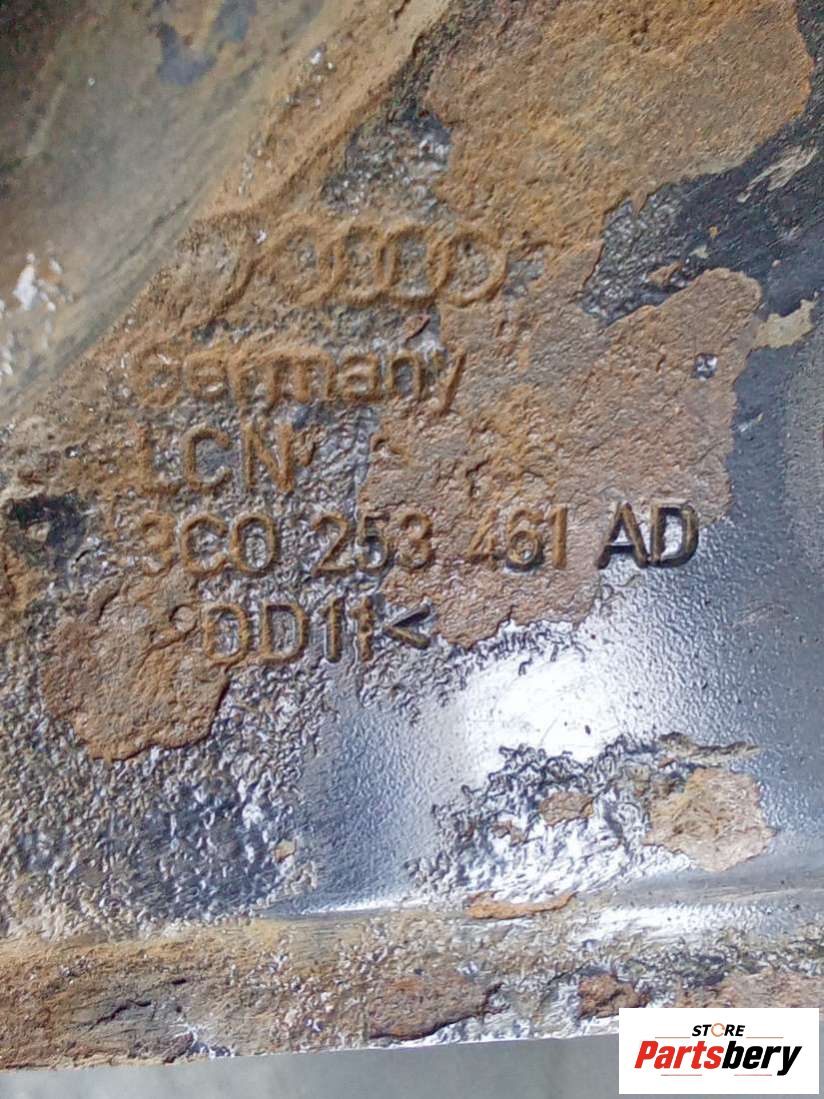 Germany
LCN
3C0 253 461 AD
>DD11<
STORE
Partsbery